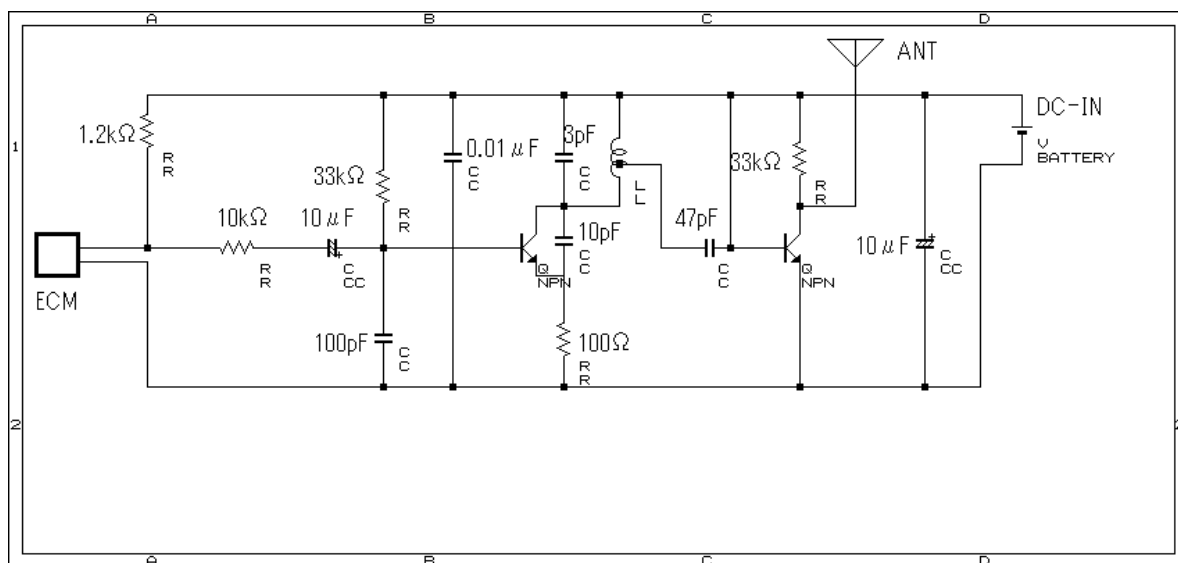 A B C D
ANT
1.2kΩ
R
R
33kΩ
R
R
0.01μF
C
C
3pF
C
C
L
L
33kΩ
R
R
DC-IN
V
BATTERY
1
10kΩ
R
R
10μF
+
C
CC
Q
NPN
10pF
C
C
47pF
C
C
Q
NPN
10μF
+
C
CC
ECM
100pF
C
C
100Ω
R
R
2 2
A B C D